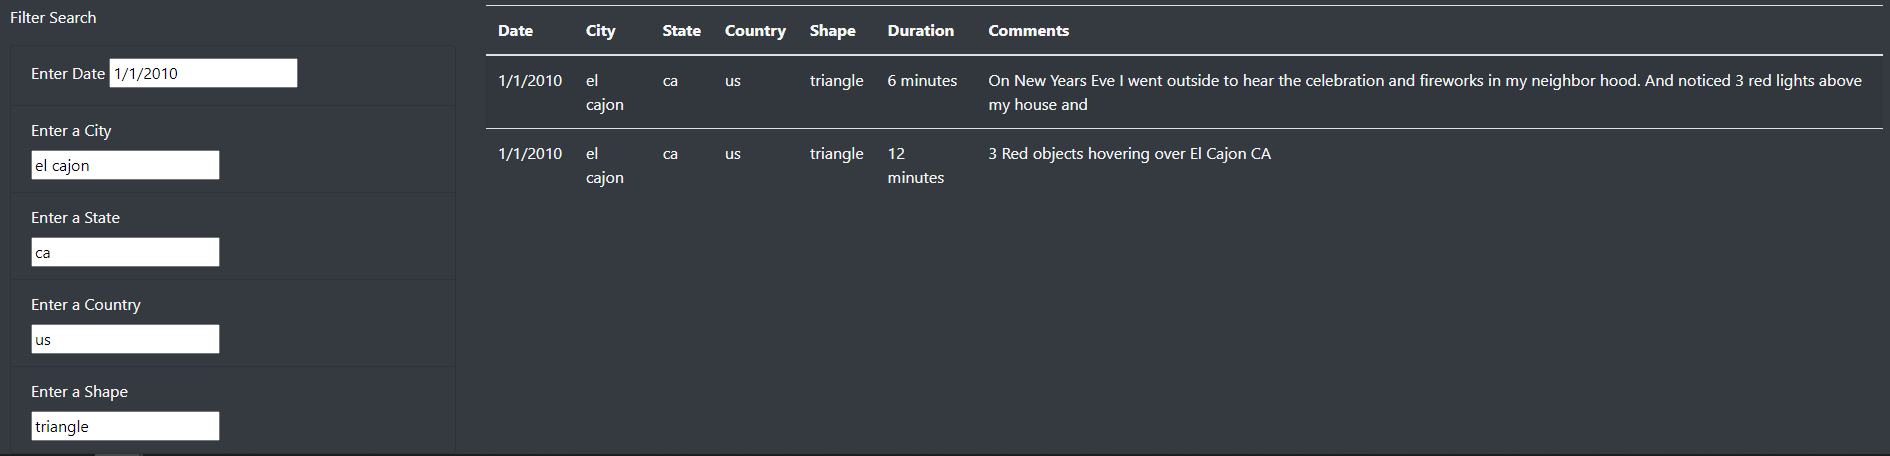 Filter Search
Enter Date 1/1/2010
Enter a City
el cajon
Enter a State
ca
Enter a Country
us
Enter a Shape
triangle
Date City State Country Shape Duration Comments
1/1/2010 el ca us triangle 6 minutes On New Years Eve I went outside to hear the celebration and fireworks in my neighbor hood. And noticed 3 red lights above
cajon my house and
1/1/2010 el ca us triangle 12 3 Red objects hovering over El Cajon CA
cajon minutes